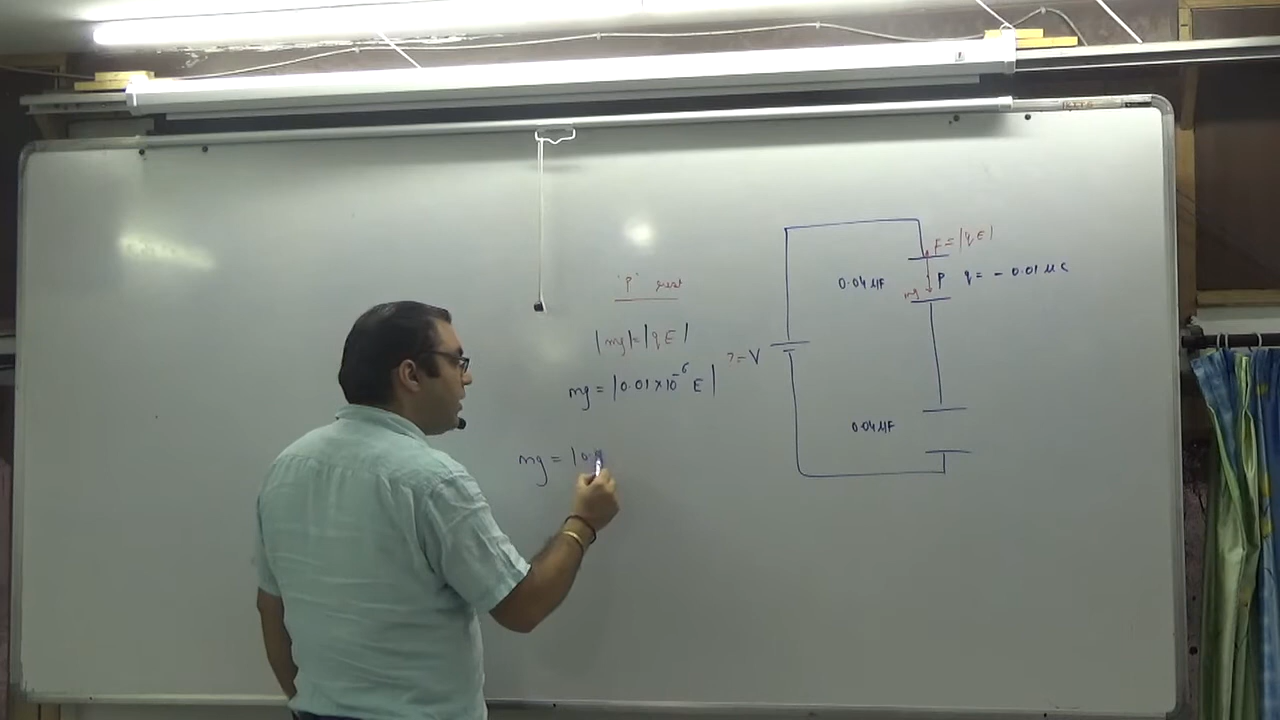 'P' rest
|mg|=|qE|
mg = |0.01×10⁻⁶ E|
mg = |0.0
?=V
F=|qE|
0.04 µF
P q = - 0.01 µC
mg
0.04 µF